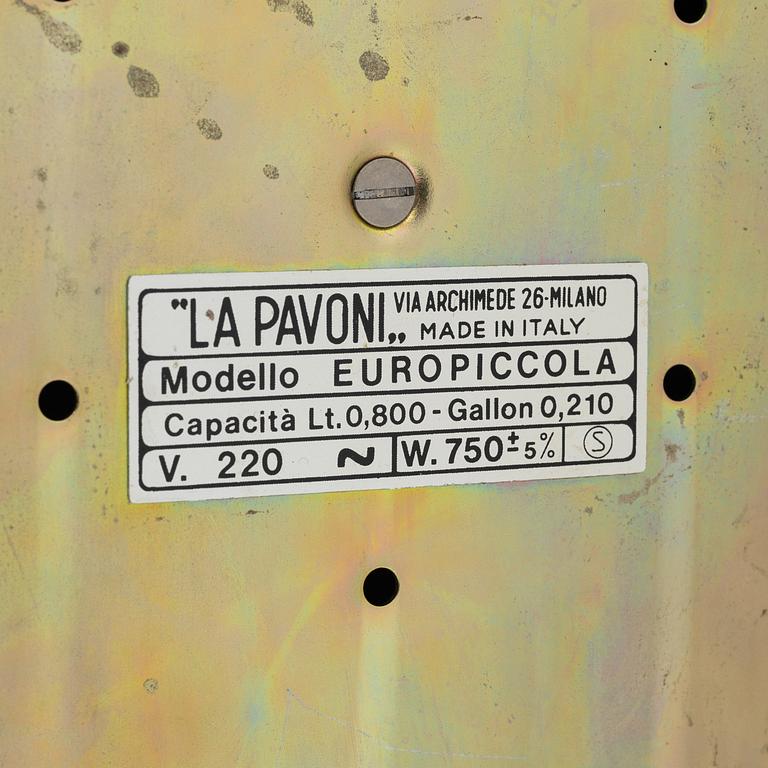 "LA PAVONI„ VIA ARCHIMEDE 26-MILANO
MADE IN ITALY
Modello EUROPICCOLA
Capacità Lt. 0,800 - Gallon 0,210
V. 220 ~ W. 750 ± 5% Ⓢ